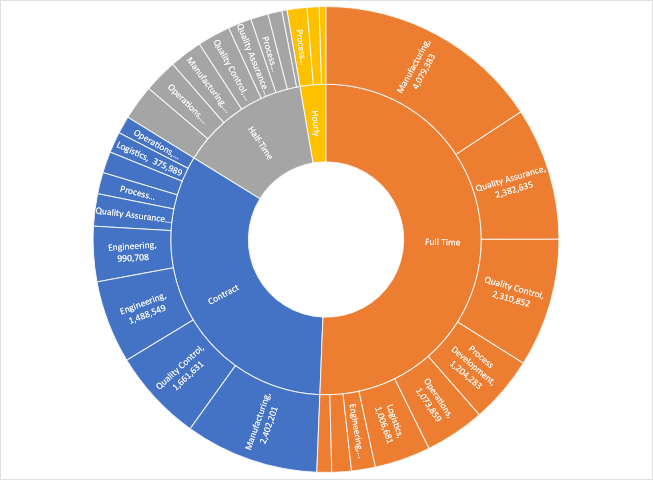 Manufacturing,
4,079,383
Quality Assurance,
2,382,635
Quality Control,
2,310,852
Process
Development,
1,204,283
Operations,
1,073,859
Logistics,
1,006,681
Engineering,...
Full Time
Manufacturing,
2,402,201
Quality Control,
1,661,631
Engineering,
1,488,549
Engineering,
990,708
Quality Assurance...
Process...
Logistics, 375,989
Operations,...
Contract
Operations,...
Manufacturing,...
Quality Control,...
Quality Assurance...
Process...
Half-Time
Process...
Hourly